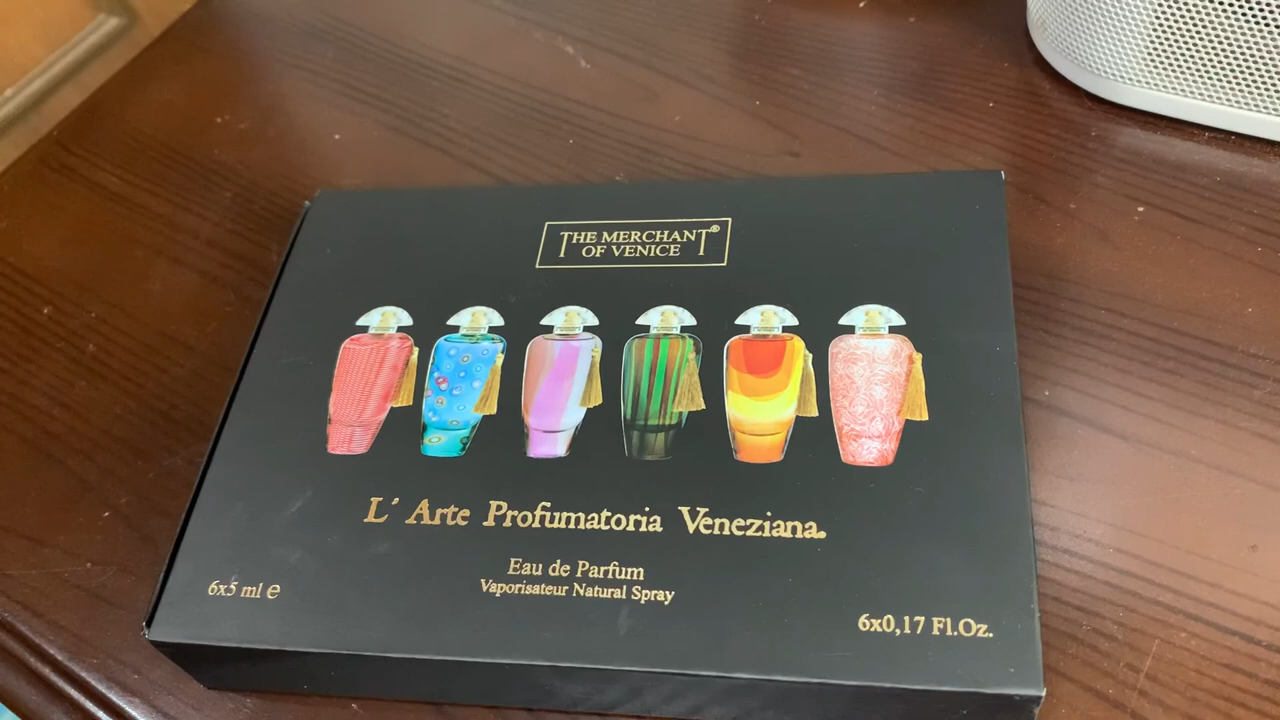 THE MERCHANT®
OF VENICE
L' Arte Profumatoria Veneziana.
Eau de Parfum
Vaporisateur Natural Spray
6x5 ml ℮
6x0,17 Fl.Oz.